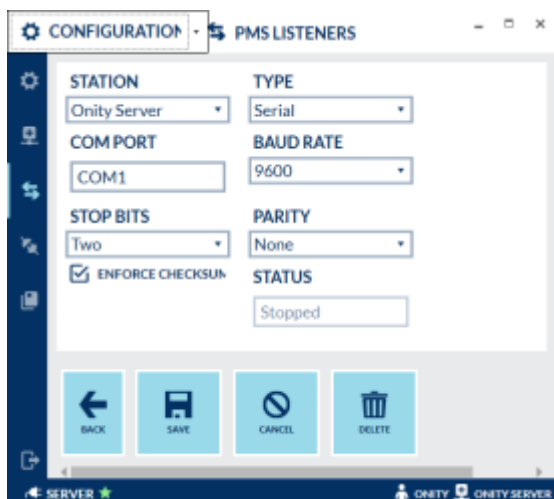 CONFIGURATION PMS LISTENERS
STATION TYPE
Onity Server Serial
COM PORT BAUD RATE
COM1 9600
STOP BITS PARITY
Two None
ENFORCE CHECKSUM STATUS
Stopped
BACK SAVE CANCEL DELETE
SERVER ONITY ONITY SERVER